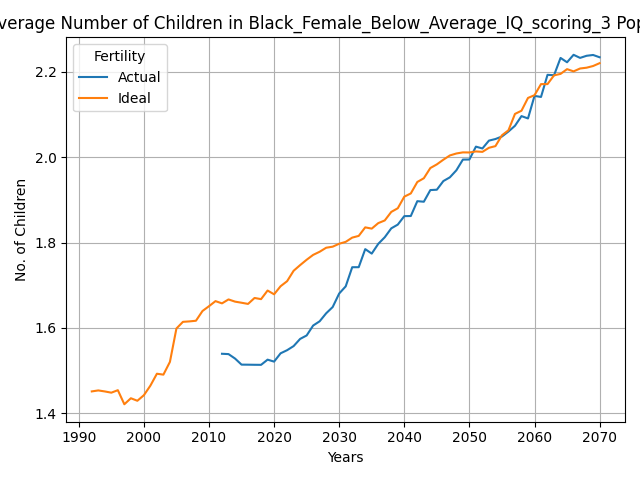 verage Number of Children in Black_Female_Below_Average_IQ_scoring_3 Pop
Fertility
Actual
Ideal
No. of Children
2.2
2.0
1.8
1.6
1.4
1990 2000 2010 2020 2030 2040 2050 2060 2070
Years